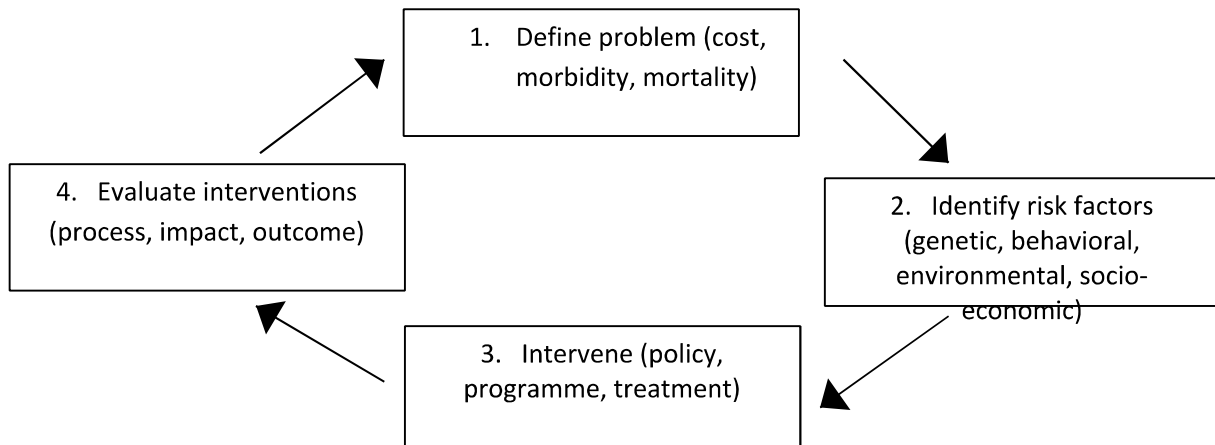 1. Define problem (cost,
morbidity, mortality)
4. Evaluate interventions
(process, impact, outcome)
2. Identify risk factors
(genetic, behavioral,
environmental, socio-
economic)
3. Intervene (policy,
programme, treatment)